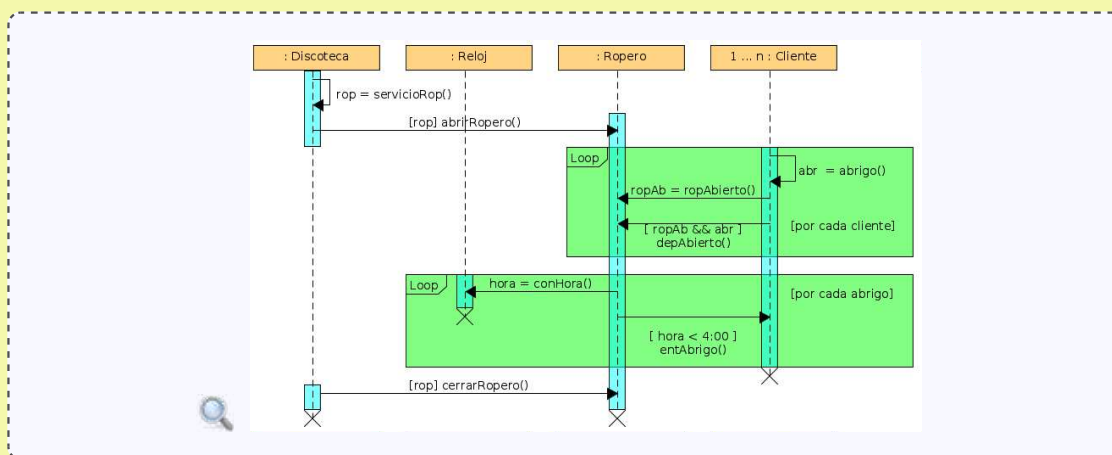 : Discoteca
: Reloj
: Ropero
1 ... n : Cliente
rop = servicioRop()
[rop] abrirRopero()
Loop
abr = abrigo()
ropAb = ropAbierto()
[ ropAb && abr ]
depAbierto()
[por cada cliente]
Loop
hora = conHora()
[por cada abrigo]
[ hora < 4:00 ]
entAbrigo()
[rop] cerrarRopero()